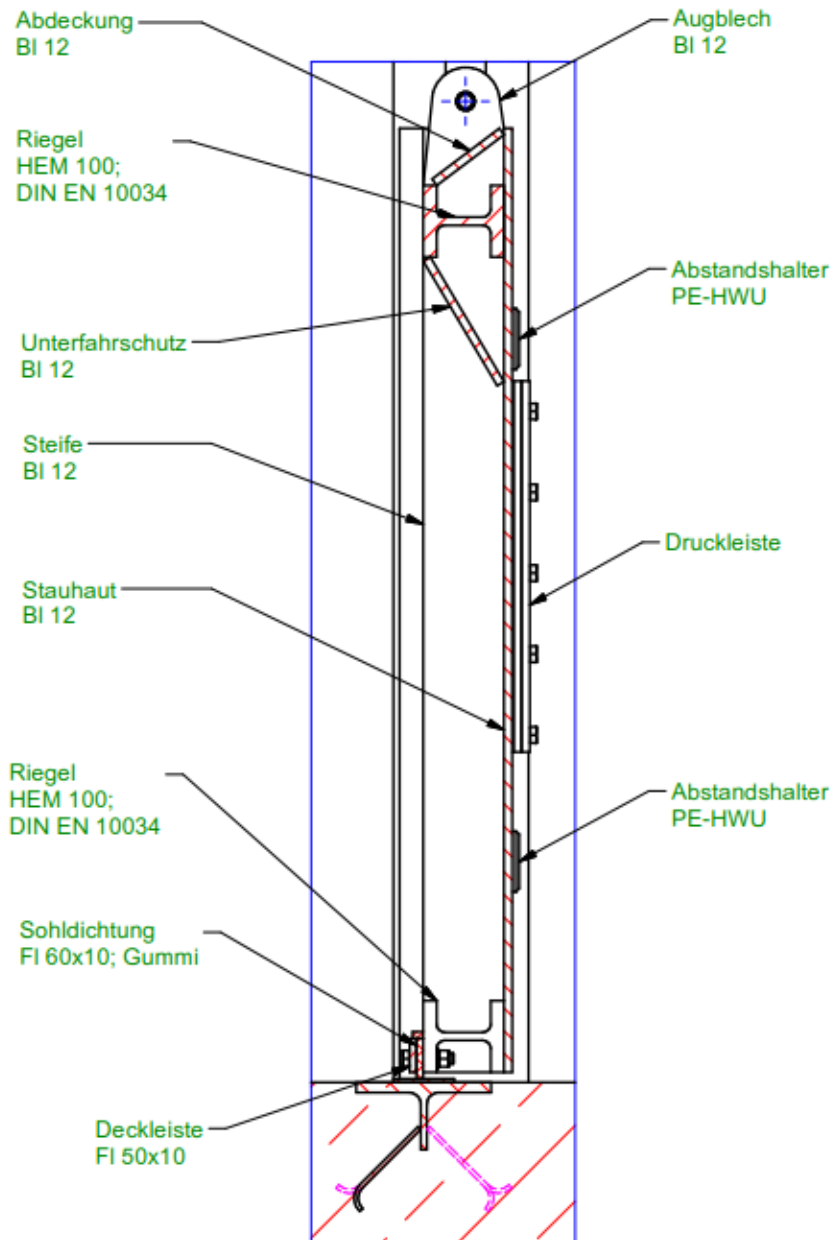 Abdeckung
Bl 12
Augblech
Bl 12
Riegel
HEM 100;
DIN EN 10034
Abstandshalter
PE-HWU
Unterfahrschutz
Bl 12
Steife
Bl 12
Druckleiste
Stauhaut
Bl 12
Riegel
HEM 100;
DIN EN 10034
Abstandshalter
PE-HWU
Sohldichtung
Fl 60x10; Gummi
Deckleiste
Fl 50x10